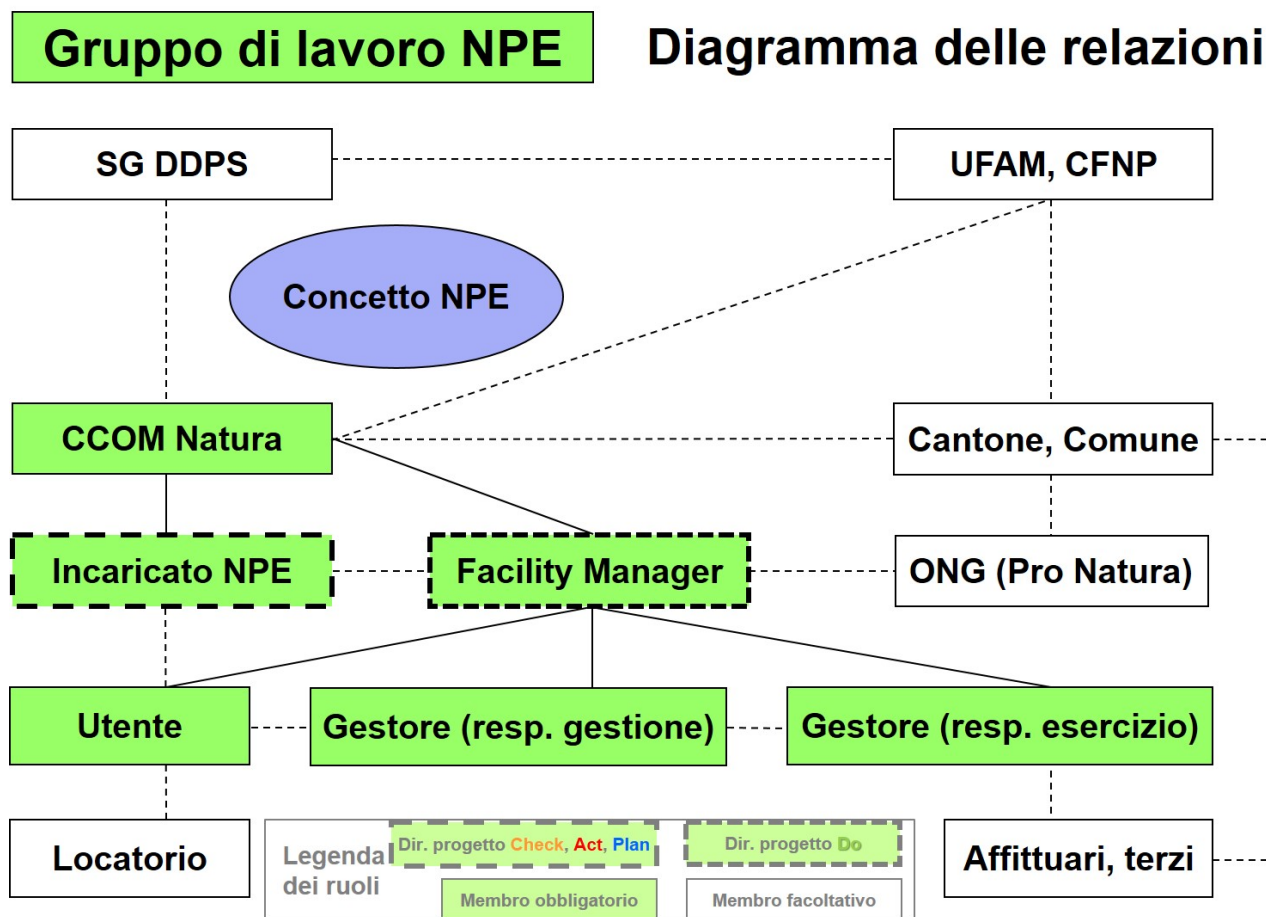 Gruppo di lavoro NPE
Diagramma delle relazioni
SG DDPS
UFAM, CFNP
Concetto NPE
CCOM Natura
Cantone, Comune
Incaricato NPE
Facility Manager
ONG (Pro Natura)
Utente
Gestore (resp. gestione)
Gestore (resp. esercizio)
Locatorio
Legenda
dei ruoli
Dir. progetto Check, Act, Plan
Dir. progetto Do
Membro obbligatorio
Membro facoltativo
Affittuari, terzi